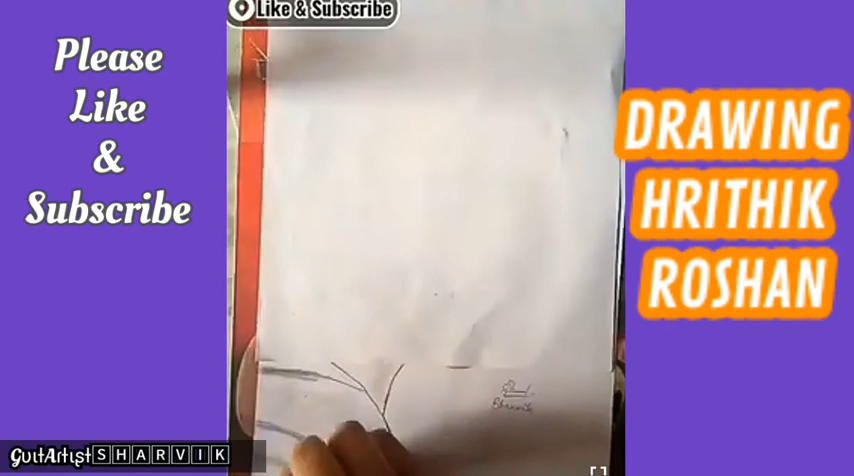 Like & Subscribe
Please
Like
&
Subscribe
DRAWING
HRITHIK
ROSHAN
GuitArtist SHARVIK